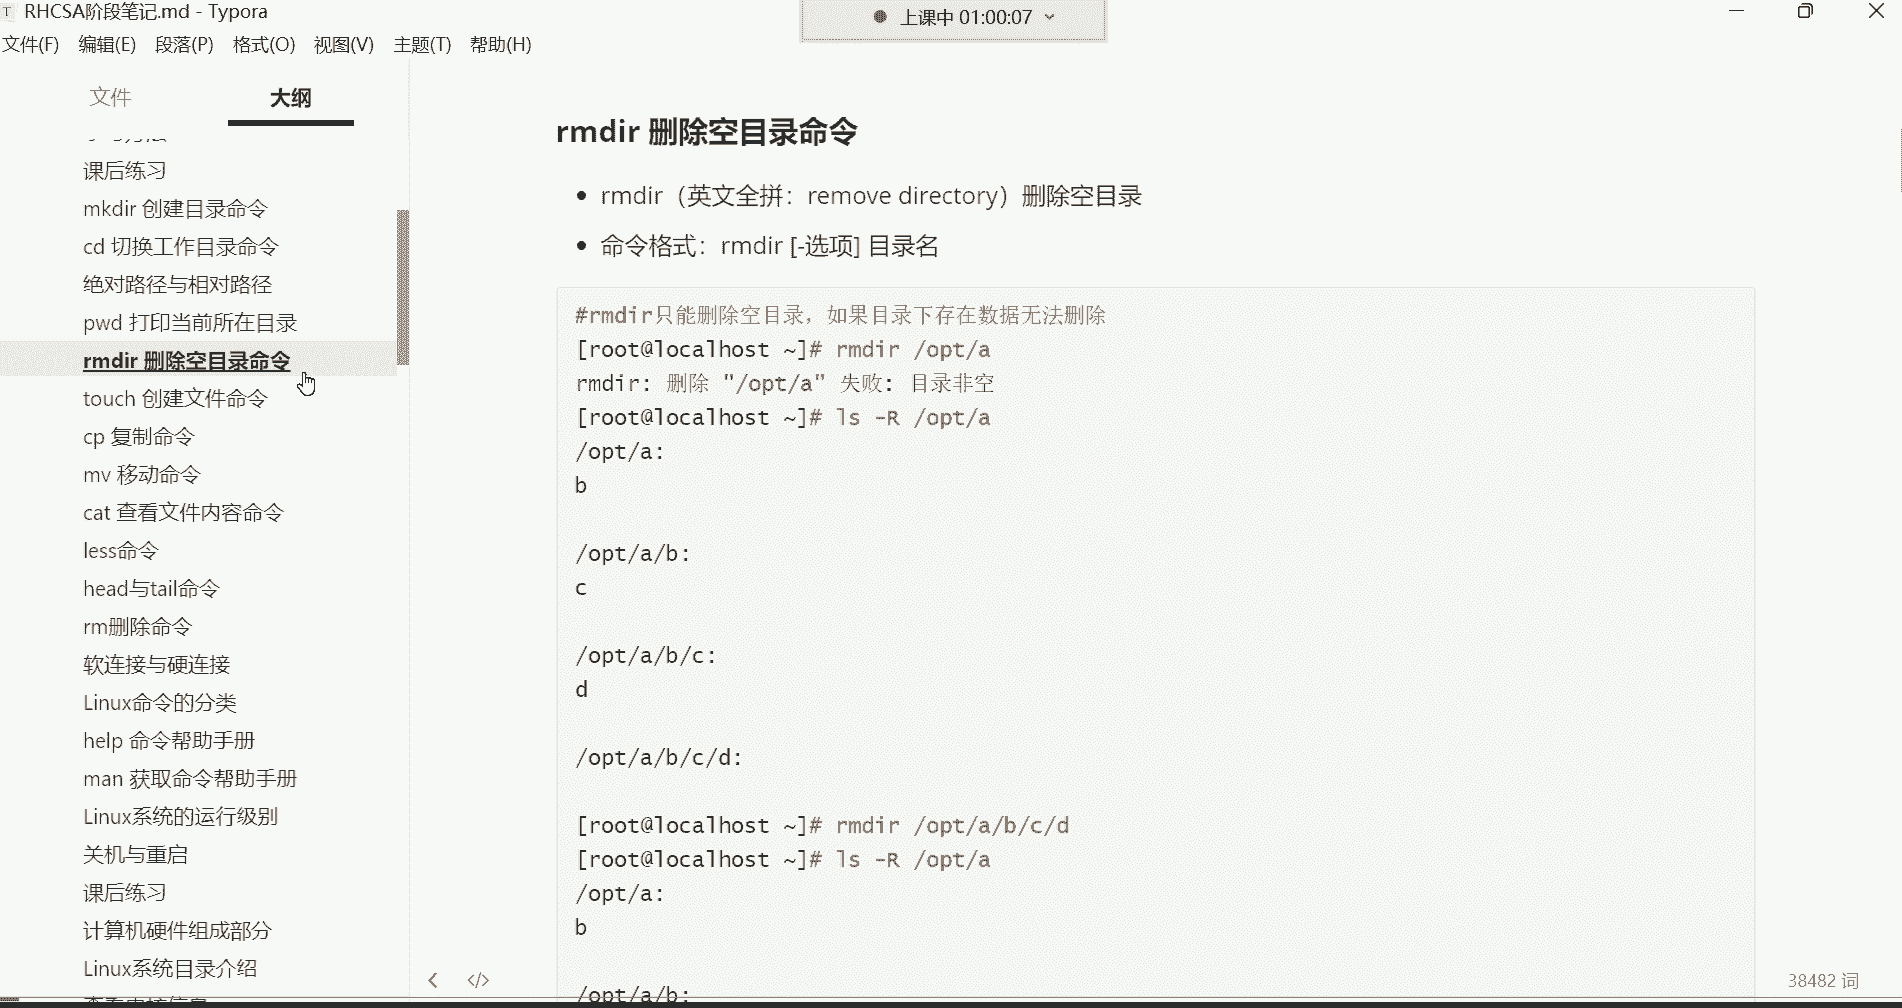 RHCSA阶段笔记.md - Typora
上课中 01:00:07
文件(F) 编辑(E) 段落(P) 格式(O) 视图(V) 主题(T) 帮助(H)
文件 大纲
课后练习
mkdir 创建目录命令
cd 切换工作目录命令
绝对路径与相对路径
pwd 打印当前所在目录
rmdir 删除空目录命令
touch 创建文件命令
cp 复制命令
mv 移动命令
cat 查看文件内容命令
less命令
head与tail命令
rm删除命令
软连接与硬连接
Linux命令的分类
help 命令帮助手册
man 获取命令帮助手册
Linux系统的运行级别
关机与重启
课后练习
计算机硬件组成部分
Linux系统目录介绍
rmdir 删除空目录命令
• rmdir（英文全拼：remove directory）删除空目录
• 命令格式：rmdir [-选项] 目录名
#rmdir只能删除空目录，如果目录下存在数据无法删除
[root@localhost ~]# rmdir /opt/a
rmdir: 删除 "/opt/a" 失败: 目录非空
[root@localhost ~]# ls -R /opt/a
/opt/a:
b
/opt/a/b:
c
/opt/a/b/c:
d
/opt/a/b/c/d:
[root@localhost ~]# rmdir /opt/a/b/c/d
[root@localhost ~]# ls -R /opt/a
/opt/a:
b
/opt/a/b:
</> 38482 词